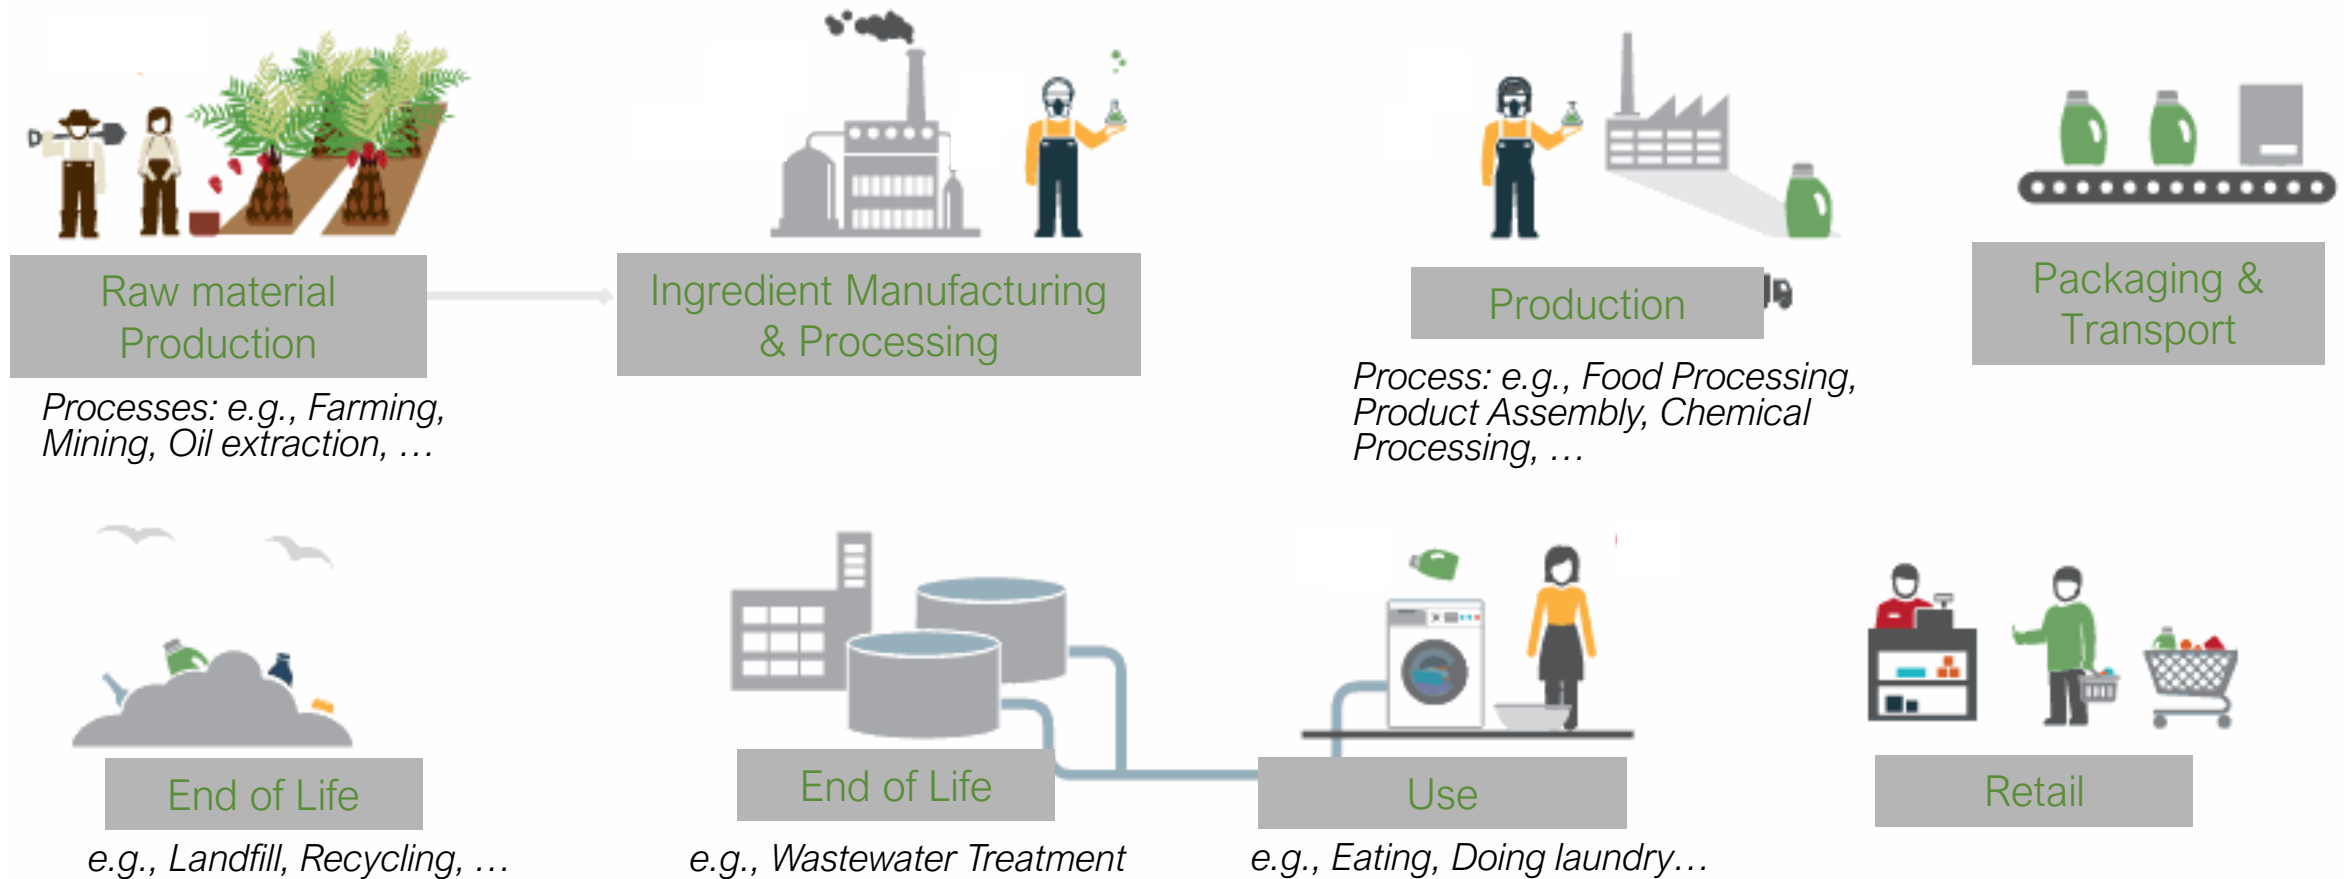 Raw material
Production
Ingredient Manufacturing
& Processing
Production
Packaging &
Transport
Processes: e.g., Farming,
Mining, Oil extraction, …
Process: e.g., Food Processing,
Product Assembly, Chemical
Processing, …
End of Life
End of Life
Use
Retail
e.g., Landfill, Recycling, …
e.g., Wastewater Treatment
e.g., Eating, Doing laundry…